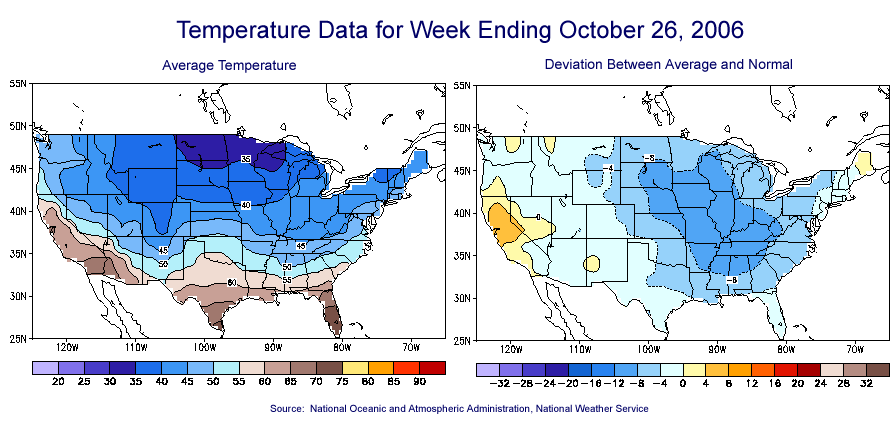 Temperature Data for Week Ending October 26, 2006
Average Temperature
Deviation Between Average and Normal
55N
50N
45N
40N
35N
30N
25N
120W 110W 100W 90W 80W 70W
35
40
45
45
50
50
55
60
20 25 30 35 40 45 50 55 60 65 70 75 80 85 90
55N
50N
45N
40N
35N
30N
25N
120W 110W 100W 90W 80W 70W
-8
-4
0
-8
-32 -28 -24 -20 -16 -12 -8 -4 0 4 8 12 16 20 24 28 32
Source: National Oceanic and Atmospheric Administration, National Weather Service